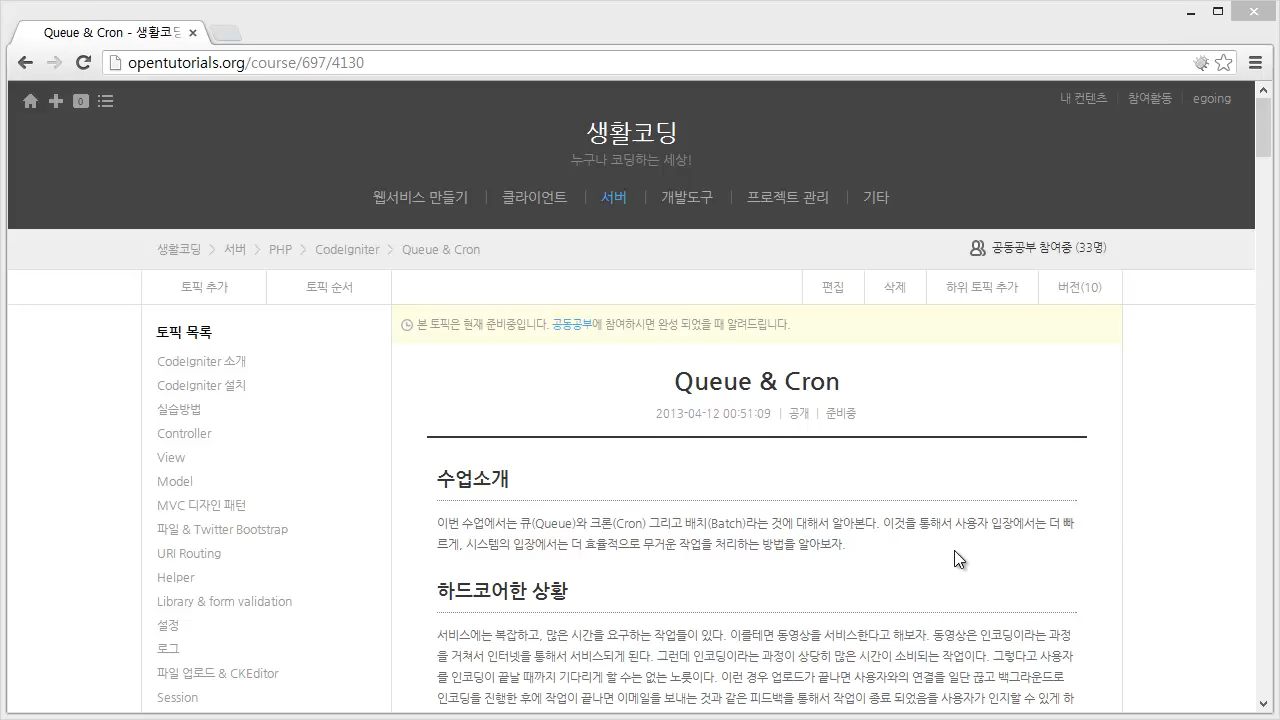 Queue & Cron - 생활코딩
opentutorials.org/course/697/4130
0
내 컨텐츠
참여활동
egoing
생활코딩
누구나 코딩하는 세상!
웹서비스 만들기
클라이언트
서버
개발도구
프로젝트 관리
기타
생활코딩 > 서버 > PHP > CodeIgniter > Queue & Cron
공동공부 참여중 (33명)
토픽 추가
토픽 순서
편집
삭제
하위 토픽 추가
버전(10)
토픽 목록
CodeIgniter 소개
CodeIgniter 설치
실습방법
Controller
View
Model
MVC 디자인 패턴
파일 & Twitter Bootstrap
URI Routing
Helper
Library & form validation
설정
로그
파일 업로드 & CKEditor
Session
본 토픽은 현재 준비중입니다. 공동공부에 참여하시면 완성 되었을 때 알려드립니다.
Queue & Cron
2013-04-12 00:51:09 | 공개 | 준비중
수업소개
이번 수업에서는 큐(Queue)와 크론(Cron) 그리고 배치(Batch)라는 것에 대해서 알아본다. 이것을 통해서 사용자 입장에서는 더 빠
르게, 시스템의 입장에서는 더 효율적으로 무거운 작업을 처리하는 방법을 알아보자.
하드코어한 상황
서비스에는 복잡하고, 많은 시간을 요구하는 작업들이 있다. 이를테면 동영상을 서비스한다고 해보자. 동영상은 인코딩이라는 과정
을 거쳐서 인터넷을 통해서 서비스되게 된다. 그런데 인코딩이라는 과정이 상당히 많은 시간이 소비되는 작업이다. 그렇다고 사용자
를 인코딩이 끝날 때까지 기다리게 할 수는 없는 노릇이다. 이런 경우 업로드가 끝나면 사용자와의 연결을 일단 끊고 백그라운드로
인코딩을 진행한 후에 작업이 끝나면 이메일을 보내는 것과 같은 피드백을 통해서 작업이 종료 되었음을 사용자가 인지할 수 있게 하